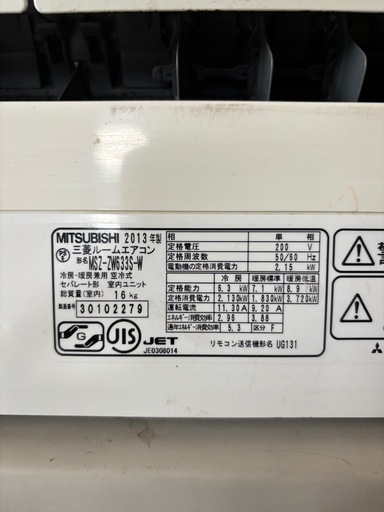 MITSUBISHI 2013年製
三菱ルームエアコン
形名 MSZ-ZW633S-W
冷房・暖房兼用 空冷式
セパレート形 室内ユニット
総質量(室内) 16kg
製造番号 30102279
G JIS JET
JE0308014
相 単相
定格電圧 200 V
定格周波数 50/60 Hz
電動機の定格消費電力 2.15 kW
冷房 暖房標準 暖房低温
定格能力 6.3 kW 7.1 kW 8.9 kW
定格消費電力 2.130kW 1.830kW 3.720kW
運転電流 11.30A 9.20 A
エネルギー消費効率 2.96 3.88
通年エネルギー消費効率 5.3 区分 F
リモコン送信機形名 UG131